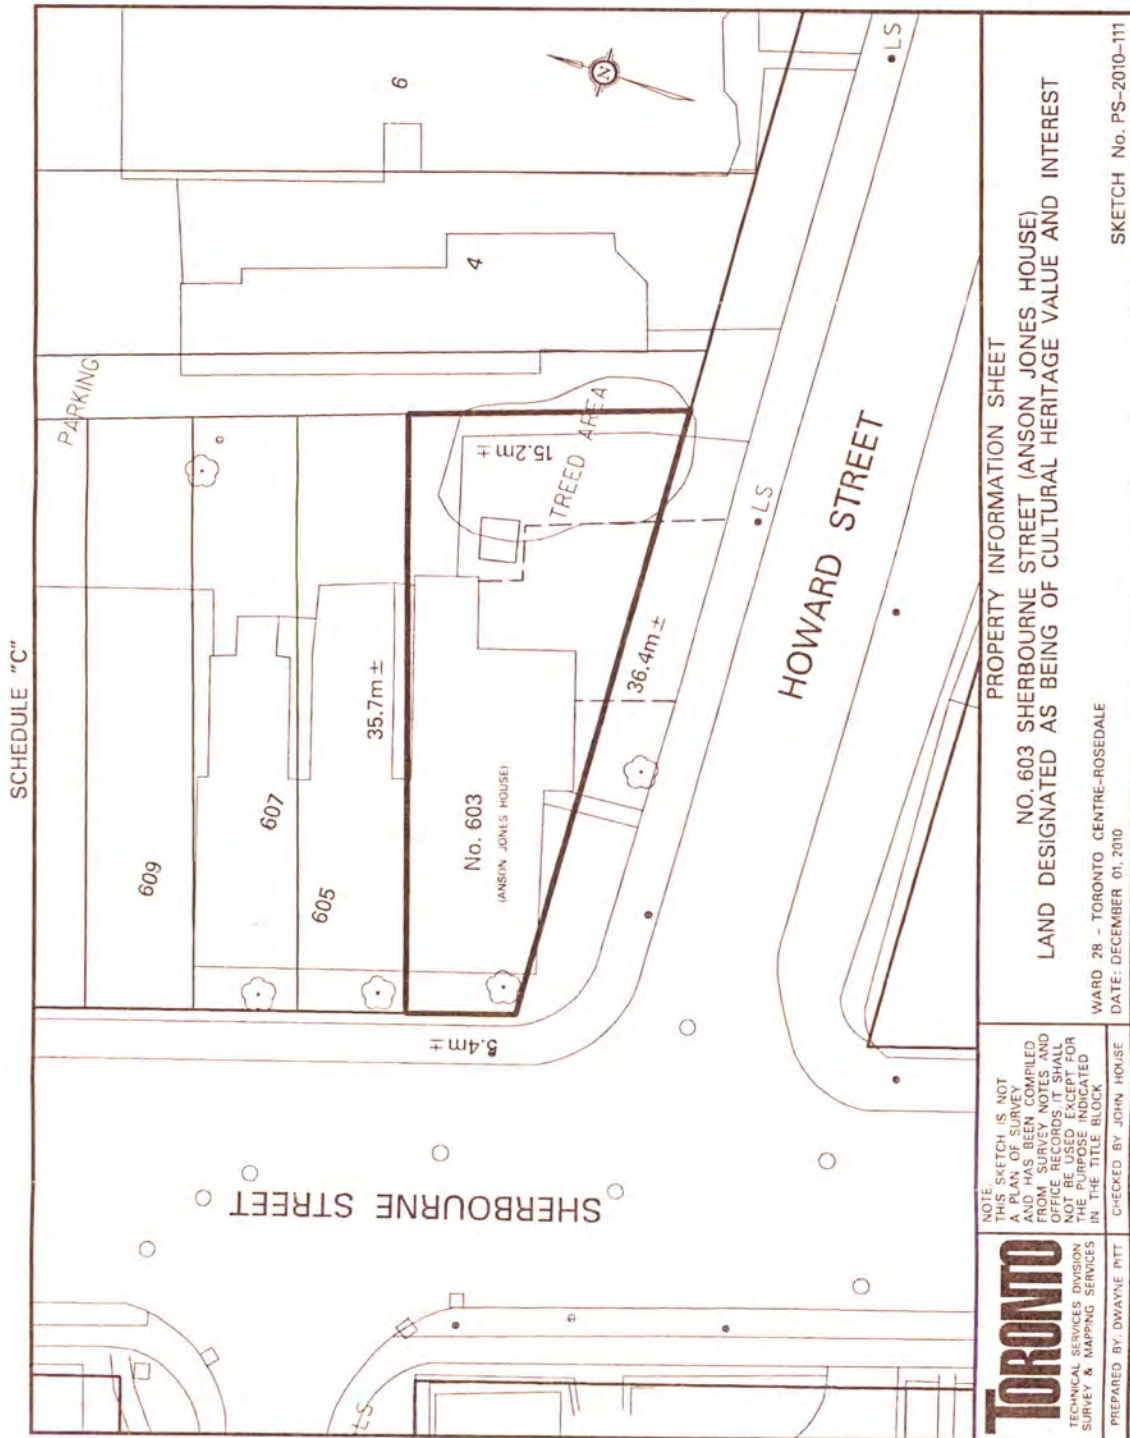 SCHEDULE "C"
PARKING
6
4
609
607
605
35.7m ±
No. 603
(ANSON JONES HOUSE)
15.2m ±
TREED AREA
36.4m ±
5.4m ±
N
LS
LS
LS
HOWARD STREET
SHERBOURNE STREET
PROPERTY INFORMATION SHEET
NO. 603 SHERBOURNE STREET (ANSON JONES HOUSE)
LAND DESIGNATED AS BEING OF CULTURAL HERITAGE VALUE AND INTEREST
WARD 28 - TORONTO CENTRE-ROSEDALE
DATE: DECEMBER 01, 2010
SKETCH No. PS-2010-111
NOTE:
THIS SKETCH IS NOT
A PLAN OF SURVEY
AND HAS BEEN COMPILED
FROM SURVEY NOTES AND
OFFICE RECORDS. IT SHALL
NOT BE USED EXCEPT FOR
THE PURPOSE INDICATED
IN THE TITLE BLOCK
TORONTO
TECHNICAL SERVICES DIVISION
SURVEY & MAPPING SERVICES
PREPARED BY: DWAYNE PITT
CHECKED BY: JOHN HOUSE